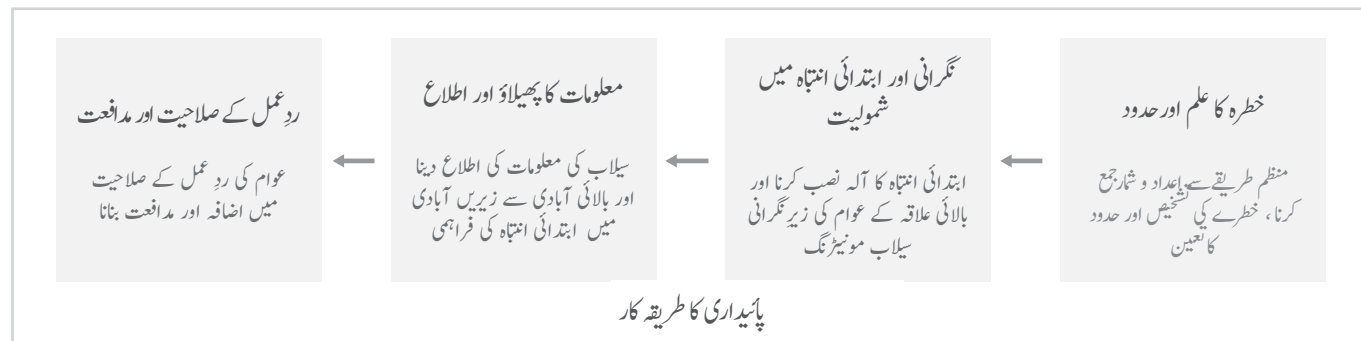 خطرہ کا علم اور حدود
منظم طریقے سے اعداد و شمار جمع
کرنا ، خطرے کی تشخیص اور حدود
کا تعین
نگرانی اور ابتدائی انتباہ میں
شمولیت
ابتدائی انتباہ کا آلہ نصب کرنا اور
بالائی علاقہ کے عوام کی زیرِ نگرانی
سیلاب مونیٹرنگ
معلومات کا پھیلاؤ اور اطلاع
سیلاب کی معلومات کی اطلاع دینا
اور بالائی آبادی سے زیریں آبادی
میں ابتدائی انتباہ کی فراہمی
ردِ عمل کے صلاحیت اور مدافعت
عوام کی ردِ عمل کے صلاحیت
میں اضافہ اور مدافعت بنانا
پائیداری کا طریقہ کار